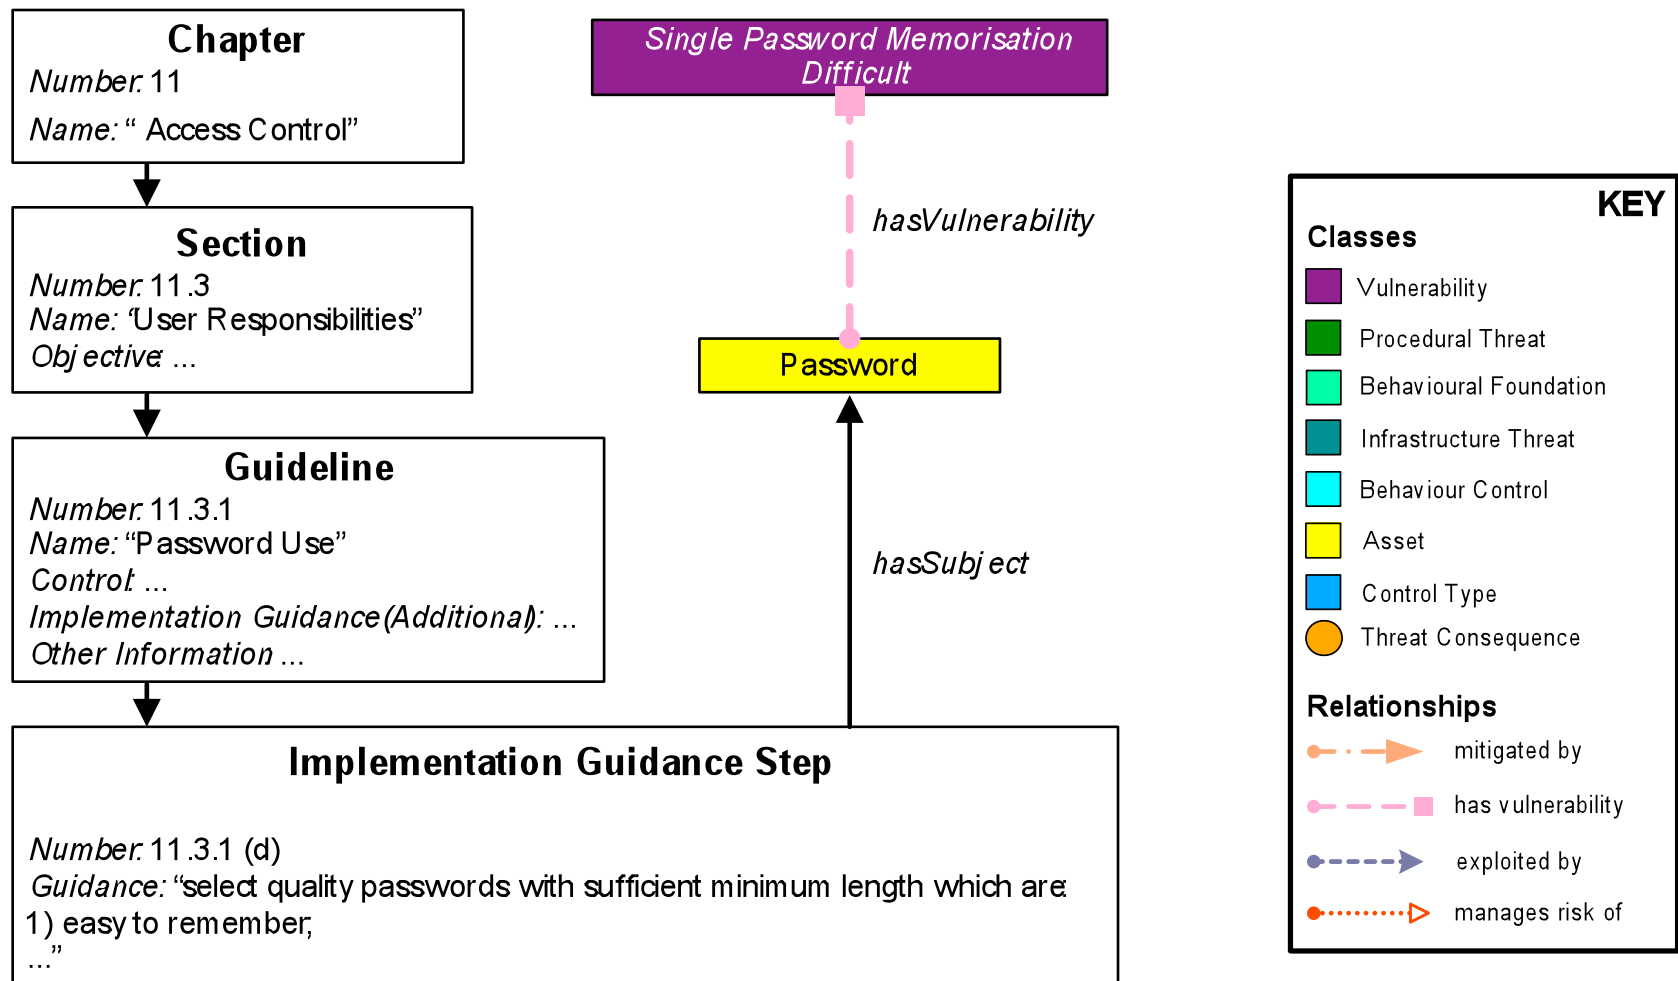 Chapter
Number: 11
Name: “ Access Control”
Section
Number: 11.3
Name: “User Responsibilities”
Objective: ...
Guideline
Number: 11.3.1
Name: “Password Use”
Control: ...
Implementation Guidance (Additional): ...
Other Information: ...
Implementation Guidance Step
Number: 11.3.1 (d)
Guidance: “select quality passwords with sufficient minimum length which are:
1) easy to remember;
...”
Single Password Memorisation
Difficult
hasVulnerability
Password
hasSubject
KEY
Classes
Vulnerability
Procedural Threat
Behavioural Foundation
Infrastructure Threat
Behaviour Control
Asset
Control Type
Threat Consequence
Relationships
mitigated by
has vulnerability
exploited by
manages risk of